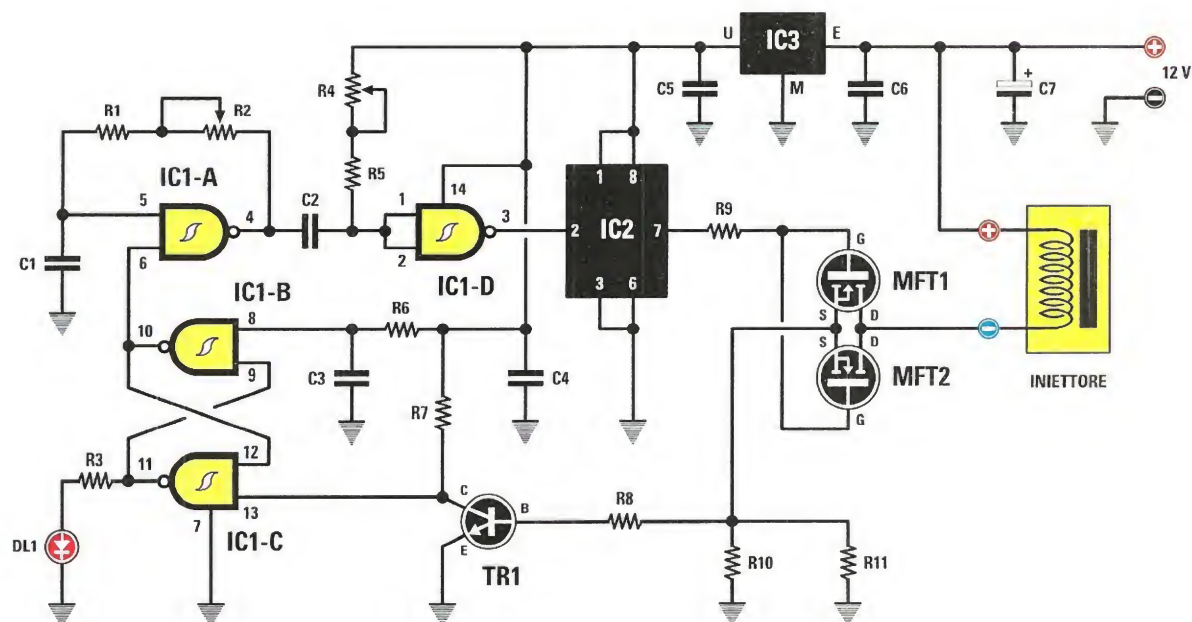 U
IC3
E
M
C5
C6
C7
+
+
12 V
−
R4
R1
R2
IC1-A
R5
5
6
4
C2
1
2
14
3
IC1-D
C1
1
8
2
IC2
7
3
6
R9
G
MFT1
S
D
S
D
MFT2
G
+
−
INIETTORE
IC1-B
10
8
9
R6
C3
C4
R7
R3
11
12
13
7
IC1-C
DL1
C
B
E
TR1
R8
R10
R11